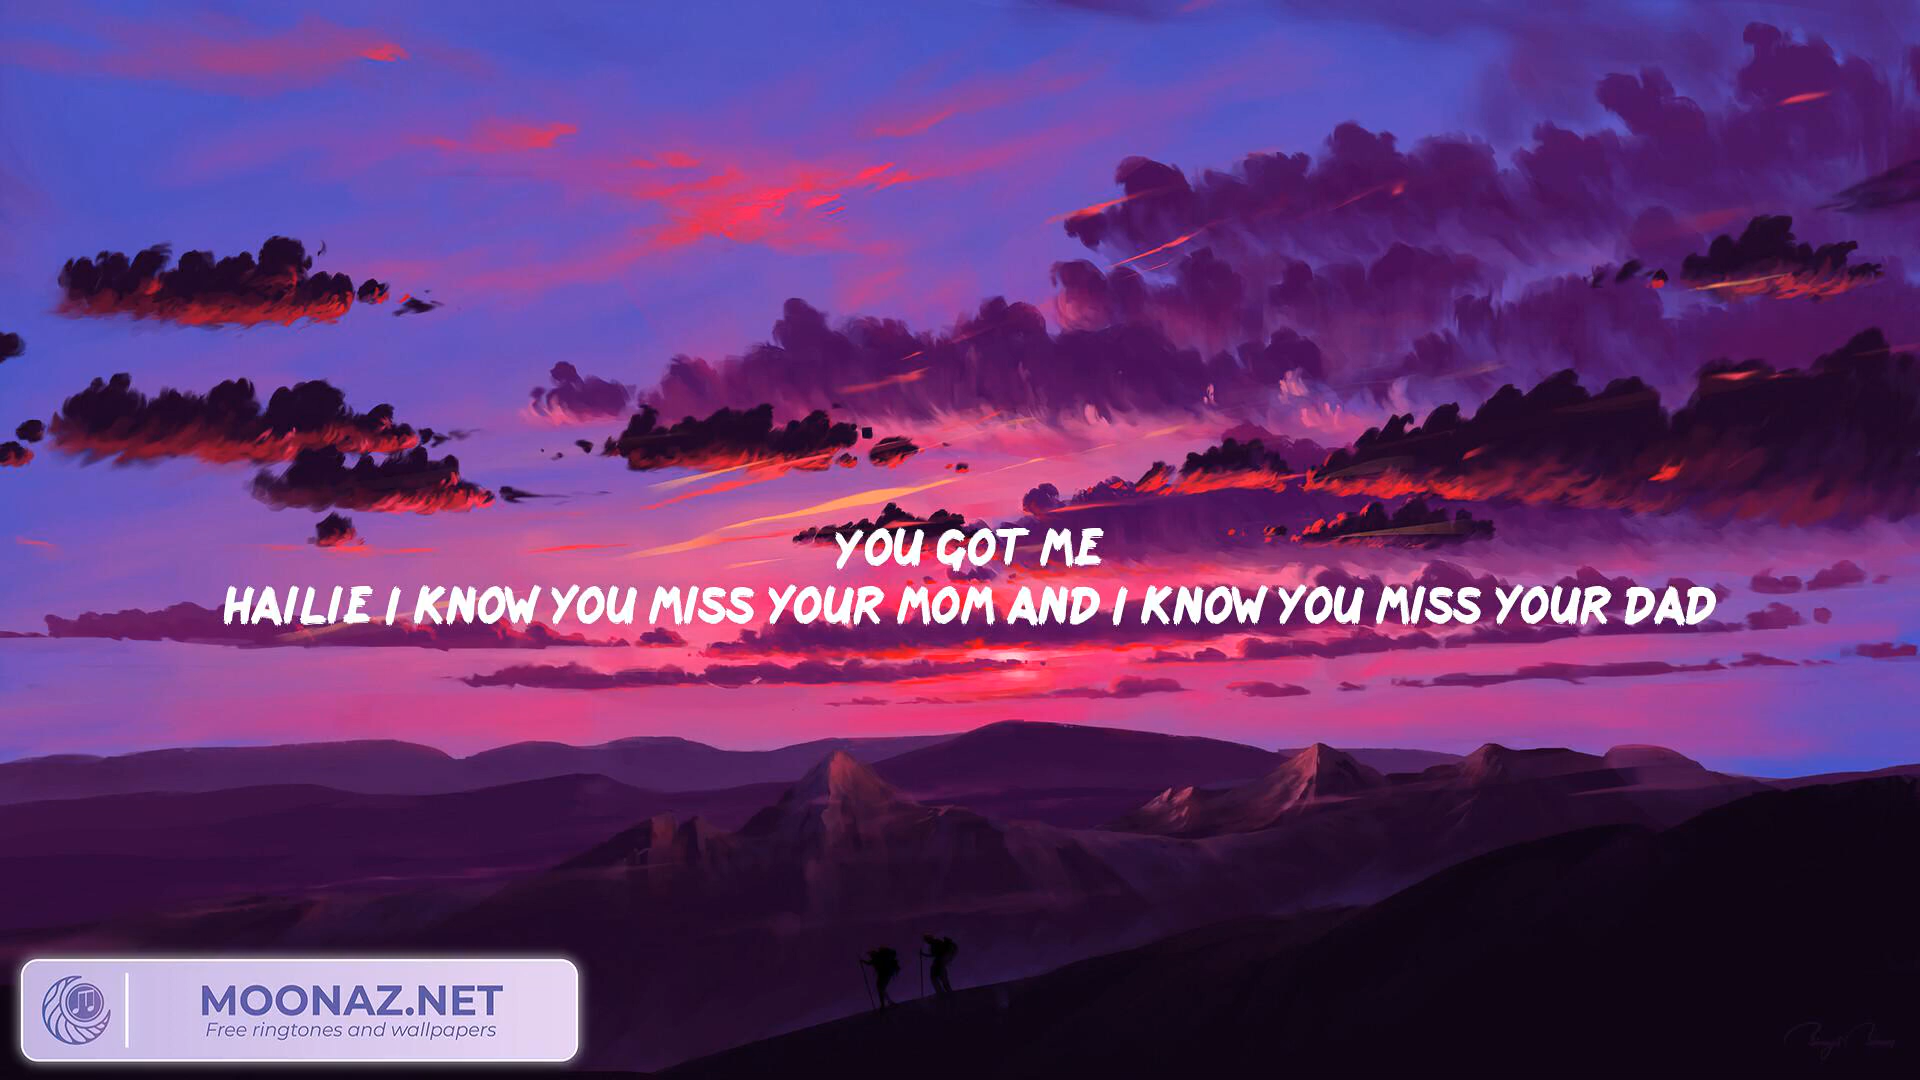 YOU GOT ME
HAILIE I KNOW YOU MISS YOUR MOM AND I KNOW YOU MISS YOUR DAD
MOONAZ.NET
Free ringtones and wallpapers